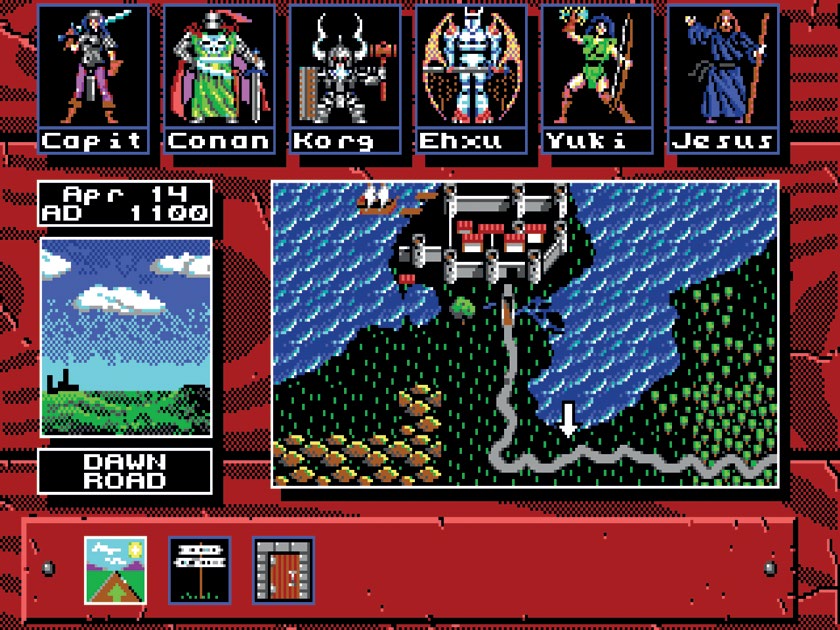 Capit
Conan
Korg
Ehxu
Yuki
Jesus
Apr 14
AD 1100
DAWN
ROAD